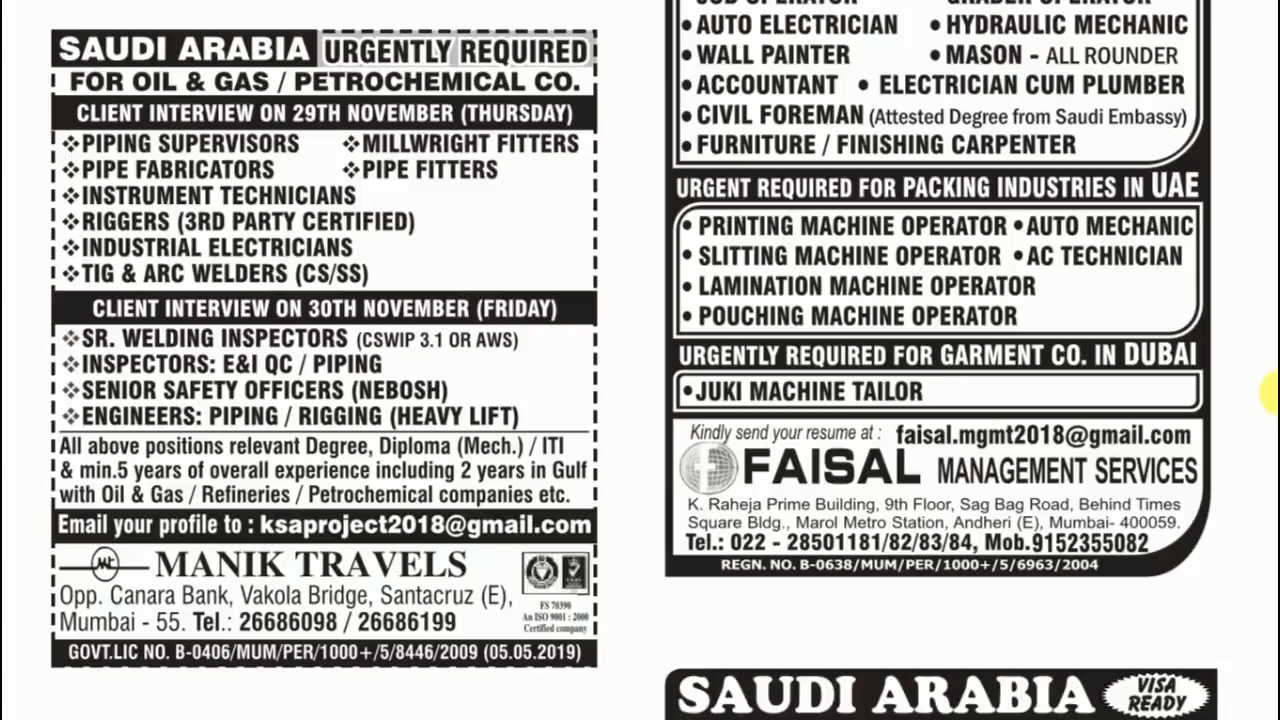 SAUDI ARABIA URGENTLY REQUIRED
FOR OIL & GAS / PETROCHEMICAL CO.
CLIENT INTERVIEW ON 29TH NOVEMBER (THURSDAY)
❖PIPING SUPERVISORS ❖MILLWRIGHT FITTERS
❖PIPE FABRICATORS ❖PIPE FITTERS
❖INSTRUMENT TECHNICIANS
❖RIGGERS (3RD PARTY CERTIFIED)
❖INDUSTRIAL ELECTRICIANS
❖TIG & ARC WELDERS (CS/SS)
CLIENT INTERVIEW ON 30TH NOVEMBER (FRIDAY)
❖SR. WELDING INSPECTORS (CSWIP 3.1 OR AWS)
❖INSPECTORS: E&I QC / PIPING
❖SENIOR SAFETY OFFICERS (NEBOSH)
❖ENGINEERS: PIPING / RIGGING (HEAVY LIFT)
All above positions relevant Degree, Diploma (Mech.) / ITI
& min.5 years of overall experience including 2 years in Gulf
with Oil & Gas / Refineries / Petrochemical companies etc.
Email your profile to : ksaproject2018@gmail.com
MANIK TRAVELS
Opp. Canara Bank, Vakola Bridge, Santacruz (E),
Mumbai - 55. Tel.: 26686098 / 26686199
FS 70390
An ISO 9001 : 2000
Certified company
GOVT.LIC NO. B-0406/MUM/PER/1000+/5/8446/2009 (05.05.2019)
• AUTO ELECTRICIAN • HYDRAULIC MECHANIC
• WALL PAINTER • MASON - ALL ROUNDER
• ACCOUNTANT • ELECTRICIAN CUM PLUMBER
• CIVIL FOREMAN (Attested Degree from Saudi Embassy)
• FURNITURE / FINISHING CARPENTER
URGENT REQUIRED FOR PACKING INDUSTRIES IN UAE
• PRINTING MACHINE OPERATOR • AUTO MECHANIC
• SLITTING MACHINE OPERATOR • AC TECHNICIAN
• LAMINATION MACHINE OPERATOR
• POUCHING MACHINE OPERATOR
URGENTLY REQUIRED FOR GARMENT CO. IN DUBAI
• JUKI MACHINE TAILOR
Kindly send your resume at : faisal.mgmt2018@gmail.com
FAISAL MANAGEMENT SERVICES
K. Raheja Prime Building, 9th Floor, Sag Bag Road, Behind Times
Square Bldg., Marol Metro Station, Andheri (E), Mumbai- 400059.
Tel.: 022 - 28501181/82/83/84, Mob.9152355082
REGN. NO. B-0638/MUM/PER/1000+/5/6963/2004
SAUDI ARABIA VISA READY